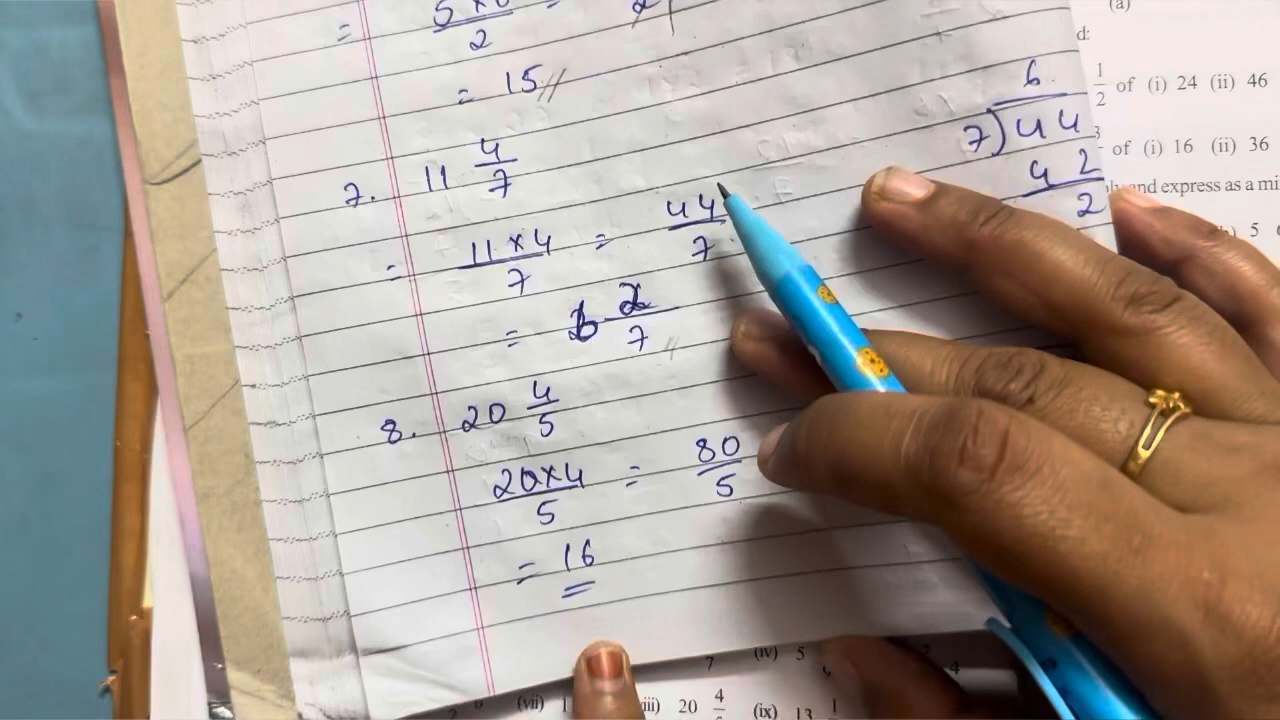 = 5 × 6 / 2 =
= 15 //
7. 11 4/7
= 11 × 4 / 7 = 44/7
= 6 2/7 //
8. 20 4/5
20 × 4 / 5 = 80/5
= 16
6
7) 44
42
2
(a)
d:
1/2 of (i) 24 (ii) 46
of (i) 16 (ii) 36
and express as a mi
5
7 (iv) 5
(vii) 1 20 4 (ix) 13 1